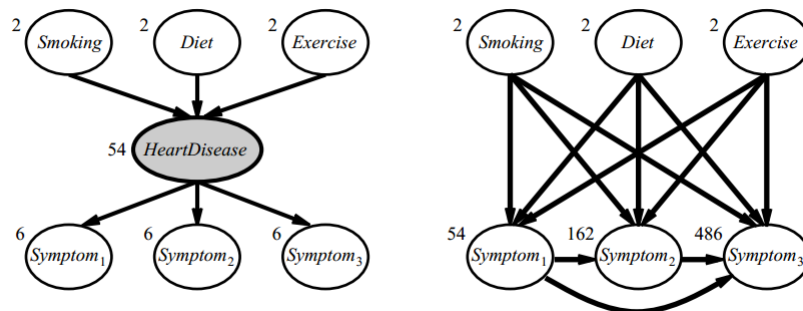 2 Smoking 2 Diet 2 Exercise 2 Smoking 2 Diet 2 Exercise
54 HeartDisease
6 Symptom1 6 Symptom2 6 Symptom3 54 Symptom1 162 Symptom2 486 Symptom3